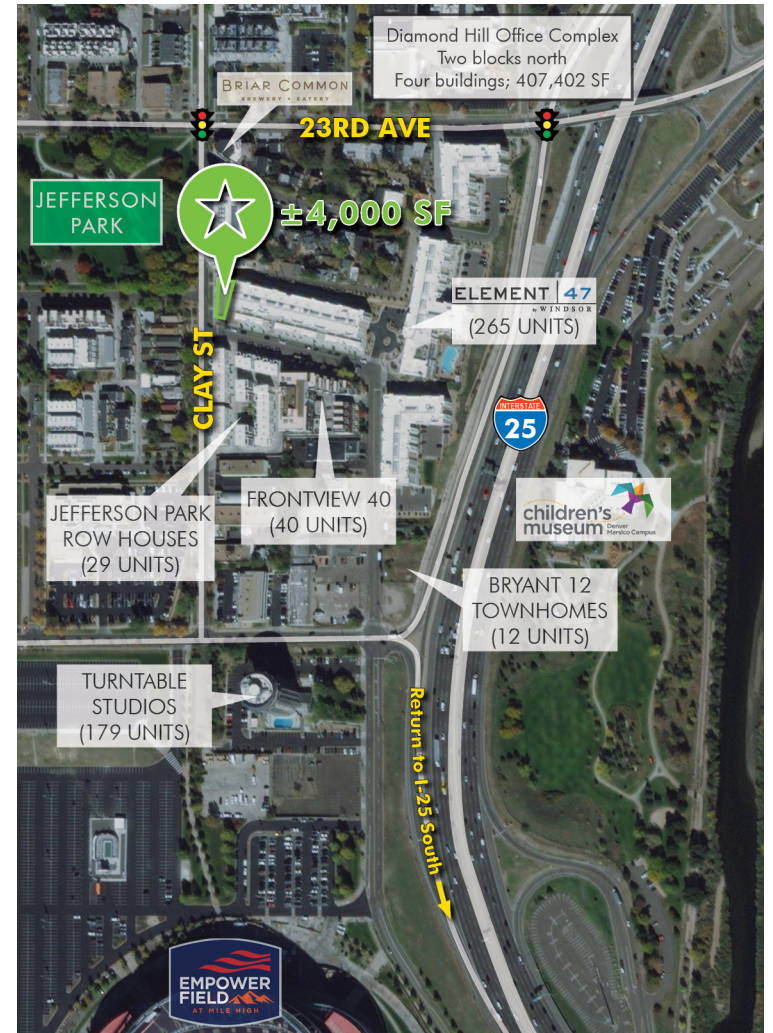 Diamond Hill Office Complex
Two blocks north
Four buildings; 407,402 SF
BRIAR COMMON
BREWERY • EATERY
23RD AVE
JEFFERSON
PARK
±4,000 SF
ELEMENT 47
by WINDSOR
(265 UNITS)
CLAY ST
INTERSTATE
25
JEFFERSON PARK
ROW HOUSES
(29 UNITS)
FRONTVIEW 40
(40 UNITS)
children's
museum Denver
Marsico Campus
BRYANT 12
TOWNHOMES
(12 UNITS)
TURNTABLE
STUDIOS
(179 UNITS)
Return to I-25 South
EMPOWER
FIELD
AT MILE HIGH